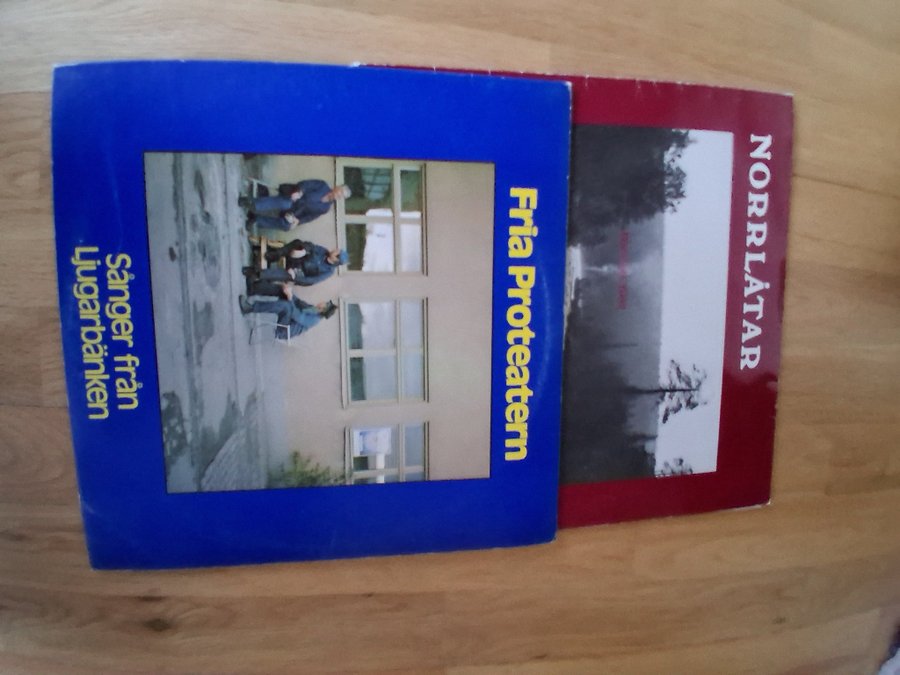 Fria Proteatern
Sånger från
Ljugarbänken
NORRLÅTAR